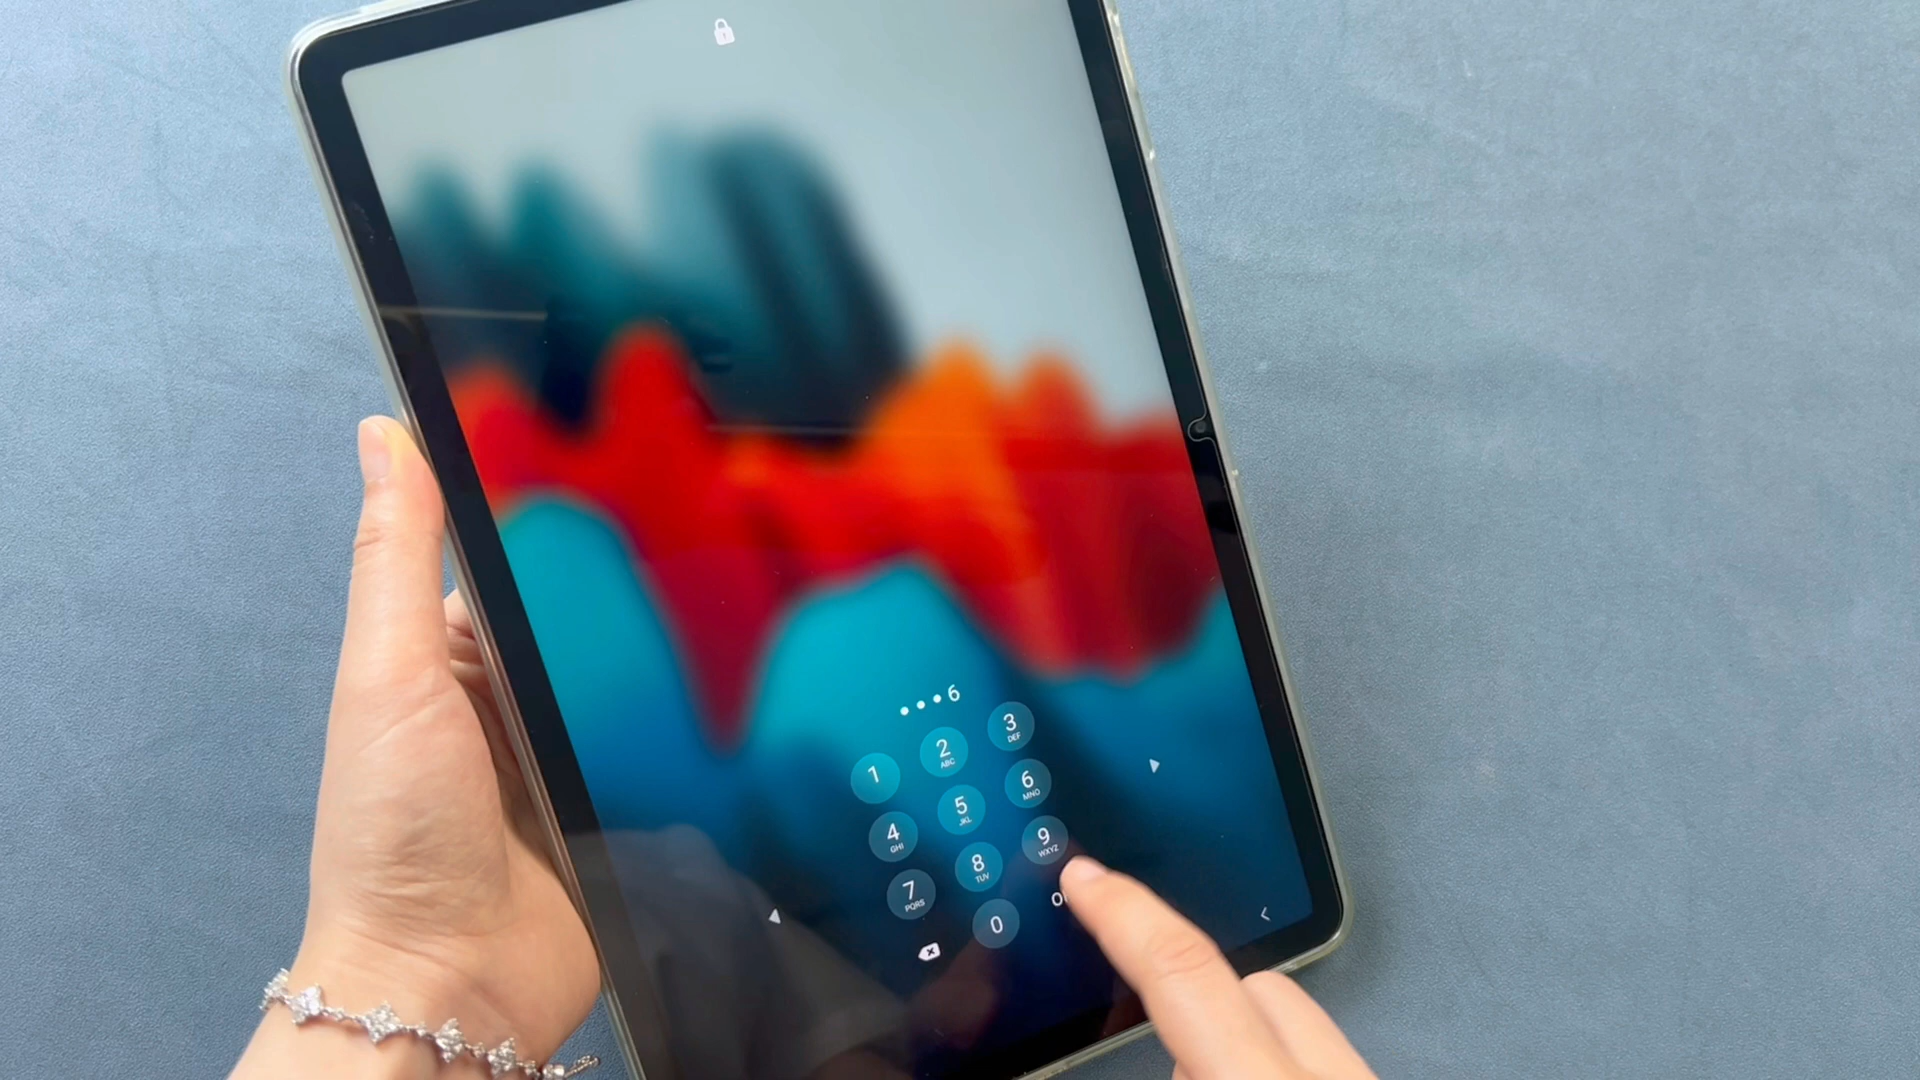 •••6
1 2 ABC 3 DEF
4 GHI 5 JKL 6 MNO
7 PQRS 8 TUV 9 WXYZ
0